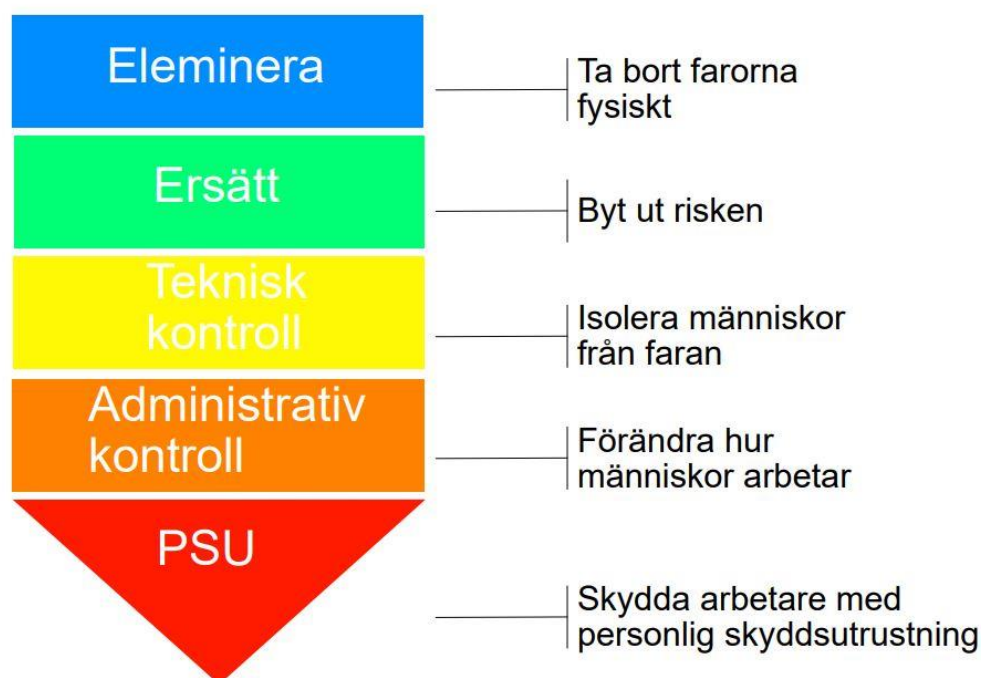 Eleminera
Ta bort farorna
fysiskt
Ersätt
Byt ut risken
Teknisk
kontroll
Isolera människor
från faran
Administrativ
kontroll
Förändra hur
människor arbetar
PSU
Skydda arbetare med
personlig skyddsutrustning